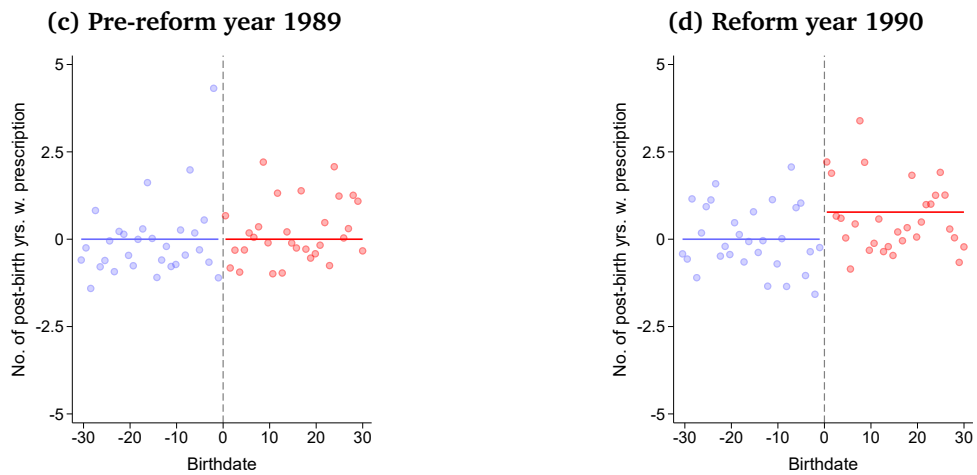 (c) Pre-reform year 1989
No. of post-birth yrs. w. prescription
5
2.5
0
-2.5
-5
-30 -20 -10 0 10 20 30
Birthdate
(d) Reform year 1990
No. of post-birth yrs. w. prescription
5
2.5
0
-2.5
-5
-30 -20 -10 0 10 20 30
Birthdate